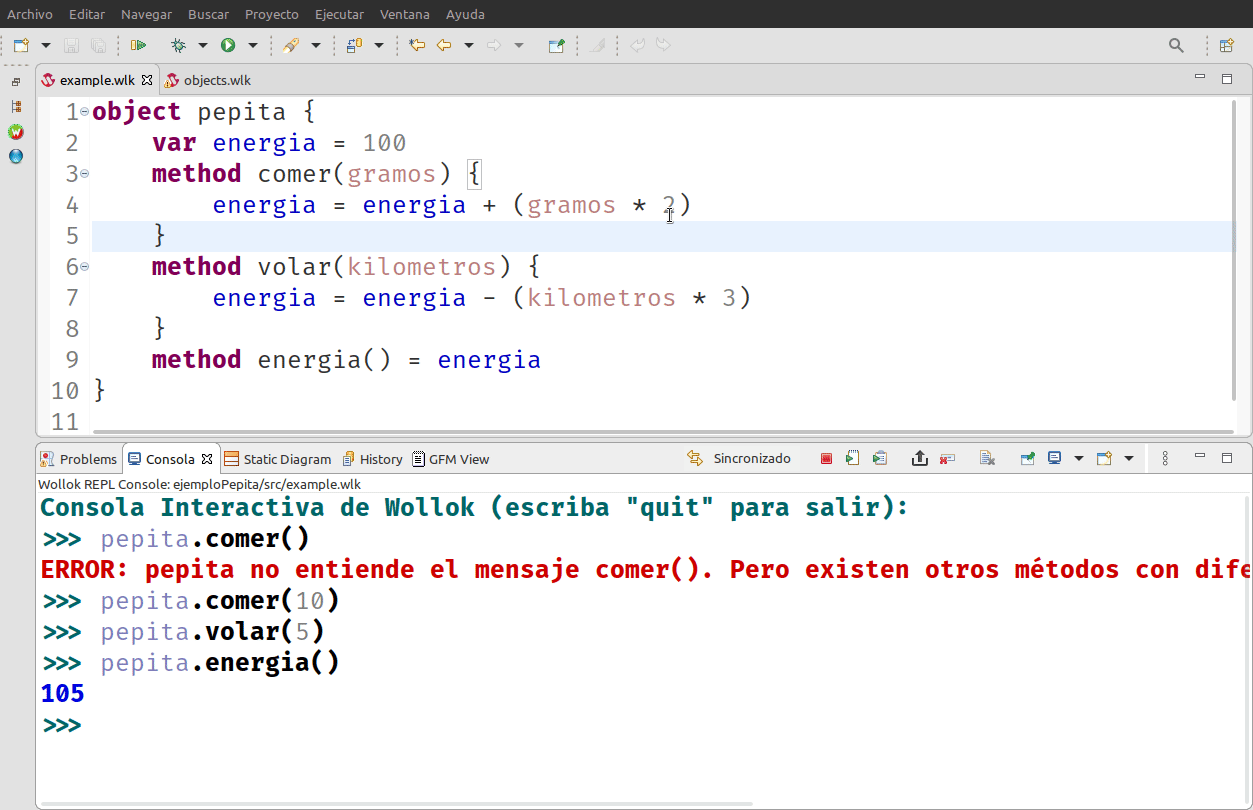 Archivo Editar Navegar Buscar Proyecto Ejecutar Ventana Ayuda
example.wlk objects.wlk
1 object pepita {
2 var energia = 100
3 method comer(gramos) {
4 energia = energia + (gramos * 2)
5 }
6 method volar(kilometros) {
7 energia = energia - (kilometros * 3)
8 }
9 method energia() = energia
10 }
11
Problems Consola Static Diagram History GFM View Sincronizado
Wollok REPL Console: ejemploPepita/src/example.wlk
Consola Interactiva de Wollok (escriba "quit" para salir):
>>> pepita.comer()
ERROR: pepita no entiende el mensaje comer(). Pero existen otros métodos con dife
>>> pepita.comer(10)
>>> pepita.volar(5)
>>> pepita.energia()
105
>>>